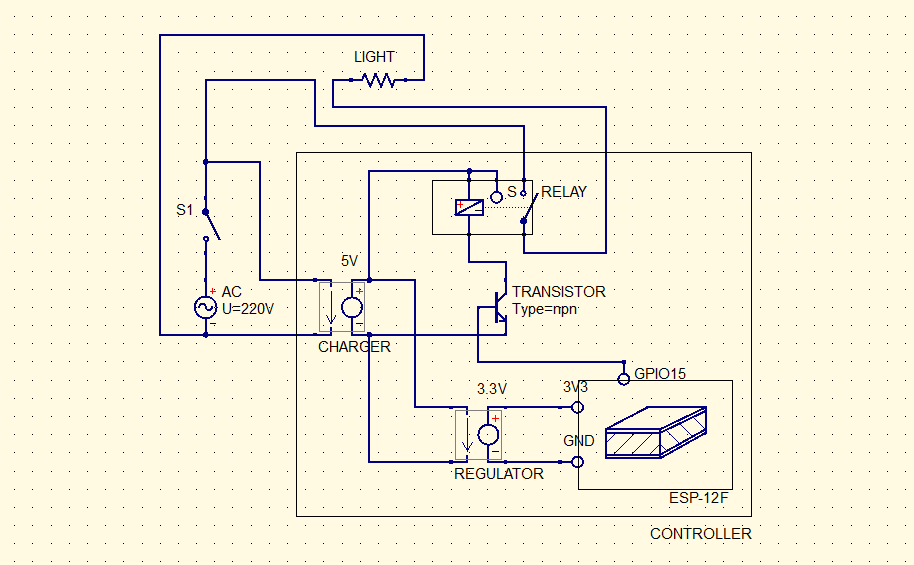 LIGHT
S
RELAY
S1
5V
AC
U=220V
TRANSISTOR
Type=npn
CHARGER
GPIO15
3.3V
3V3
GND
REGULATOR
ESP-12F
CONTROLLER